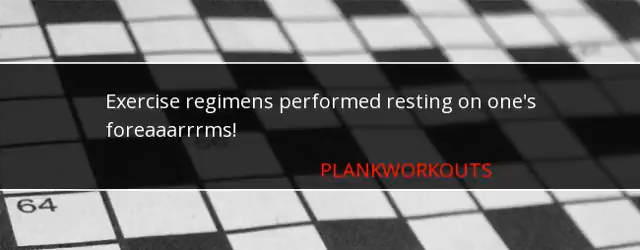 Exercise regimens performed resting on one's
foreaaarrrms!
PLANKWORKOUTS
64